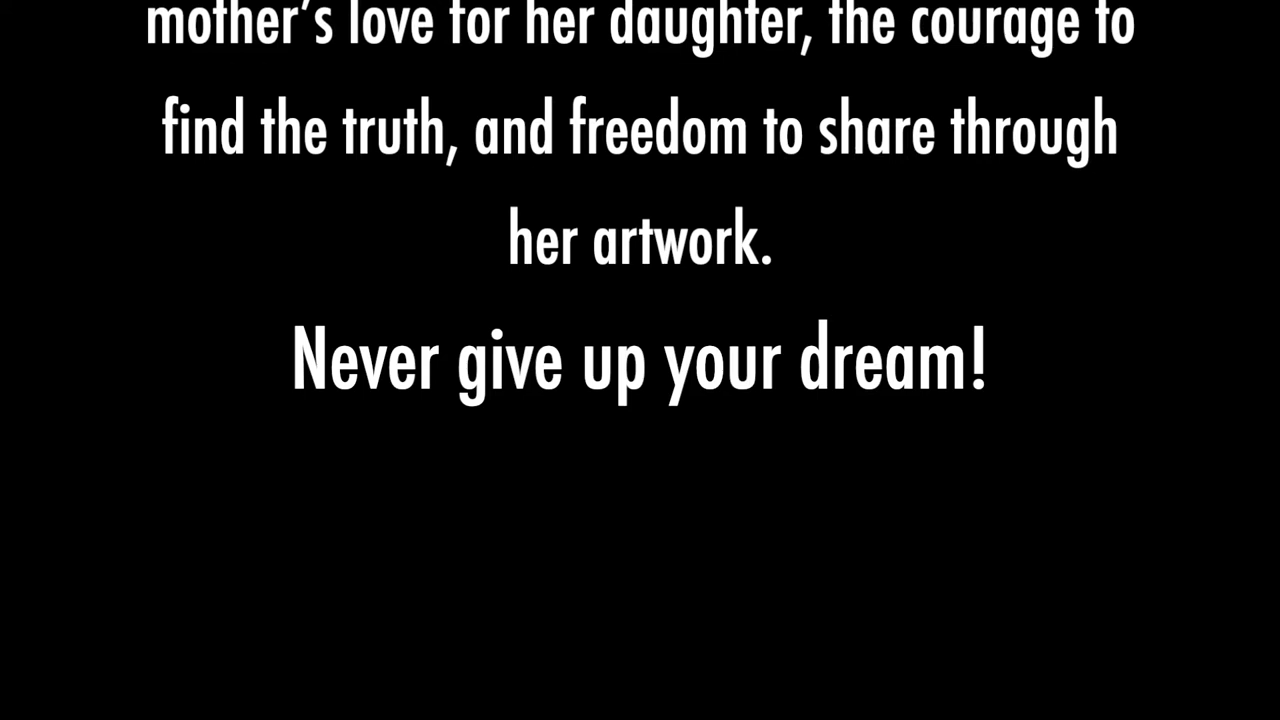 mother’s love for her daughter, the courage to
find the truth, and freedom to share through
her artwork.
Never give up your dream!